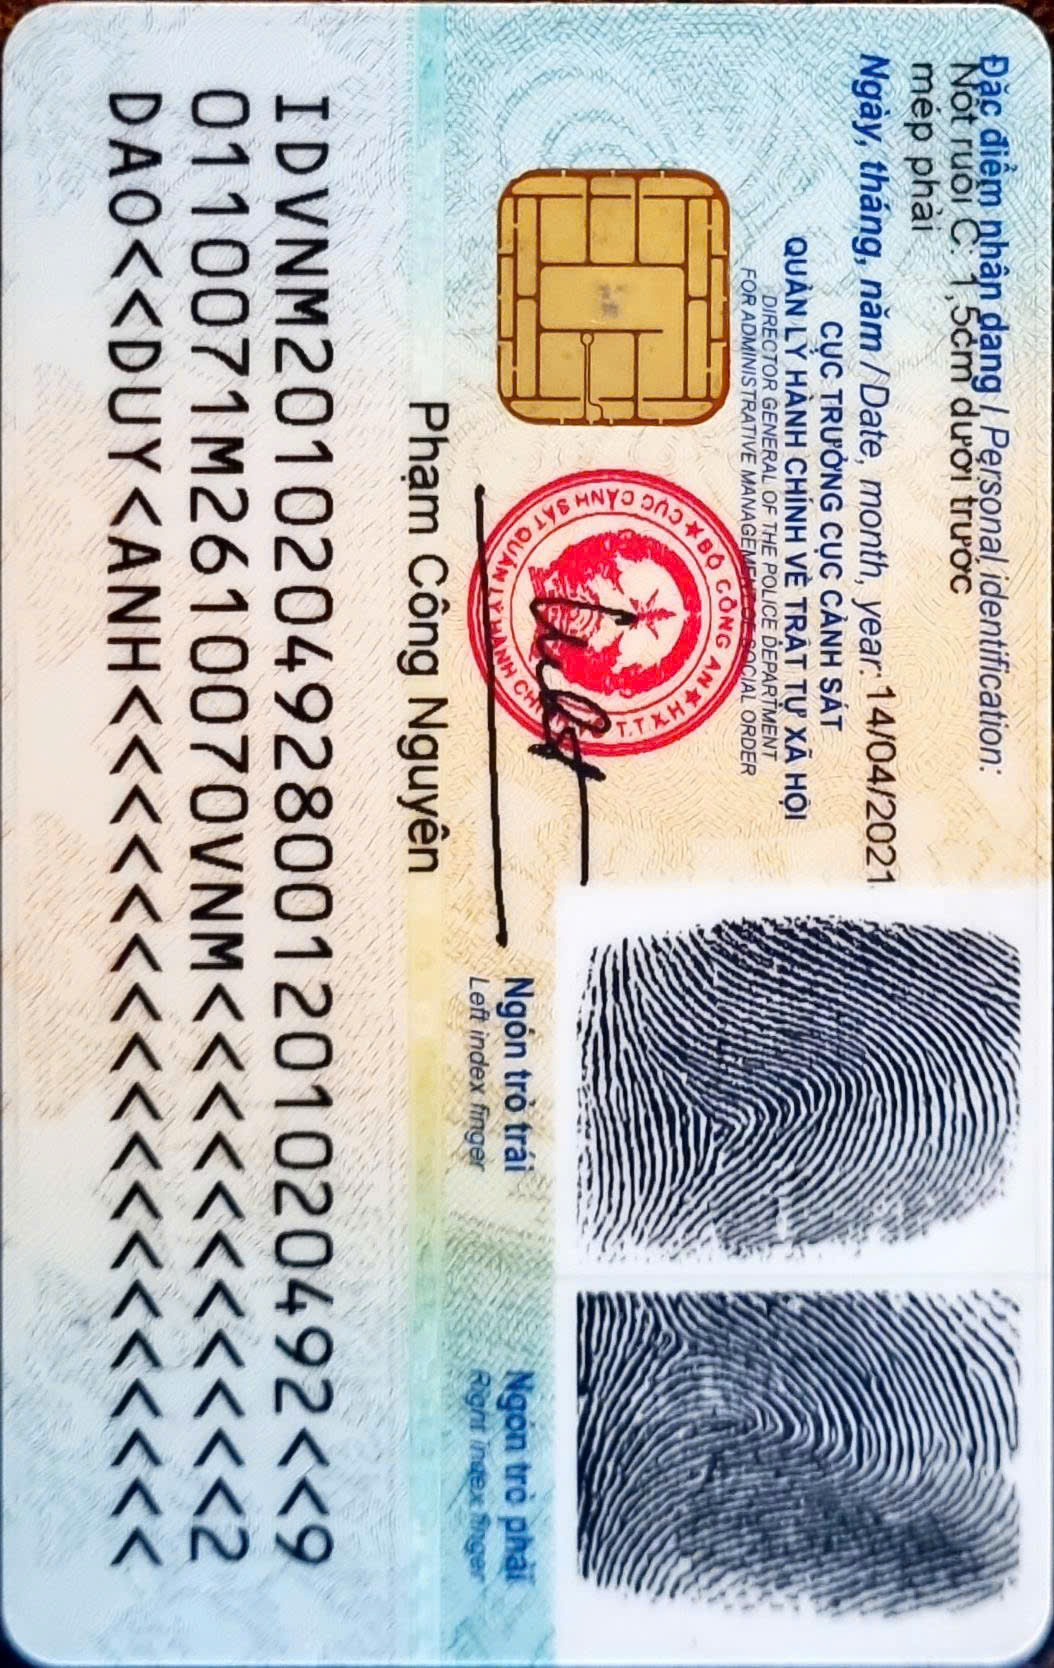 Đặc điểm nhận dạng / Personal identification:
Nốt ruồi C: 1,5cm dưới trước
mép phải
Ngày, tháng, năm / Date, month, year: 14/04/2021
CỤC TRƯỞNG CỤC CẢNH SÁT
QUẢN LÝ HÀNH CHÍNH VỀ TRẬT TỰ XÃ HỘI
DIRECTOR GENERAL OF THE POLICE DEPARTMENT
FOR ADMINISTRATIVE MANAGEMENT OF SOCIAL ORDER
BỘ CÔNG AN
CỤC CẢNH SÁT QUẢN LÝ HÀNH CHÍNH T.T.X.H
Phạm Công Nguyên
Ngón trỏ trái
Left index finger
Ngón trỏ phải
Right index finger
IDVNM2010204928001201020492<<9
0110071M2610070VNM<<<<<<<<<<<2
DAO<<DUY<ANH<<<<<<<<<<<<<<<<<<